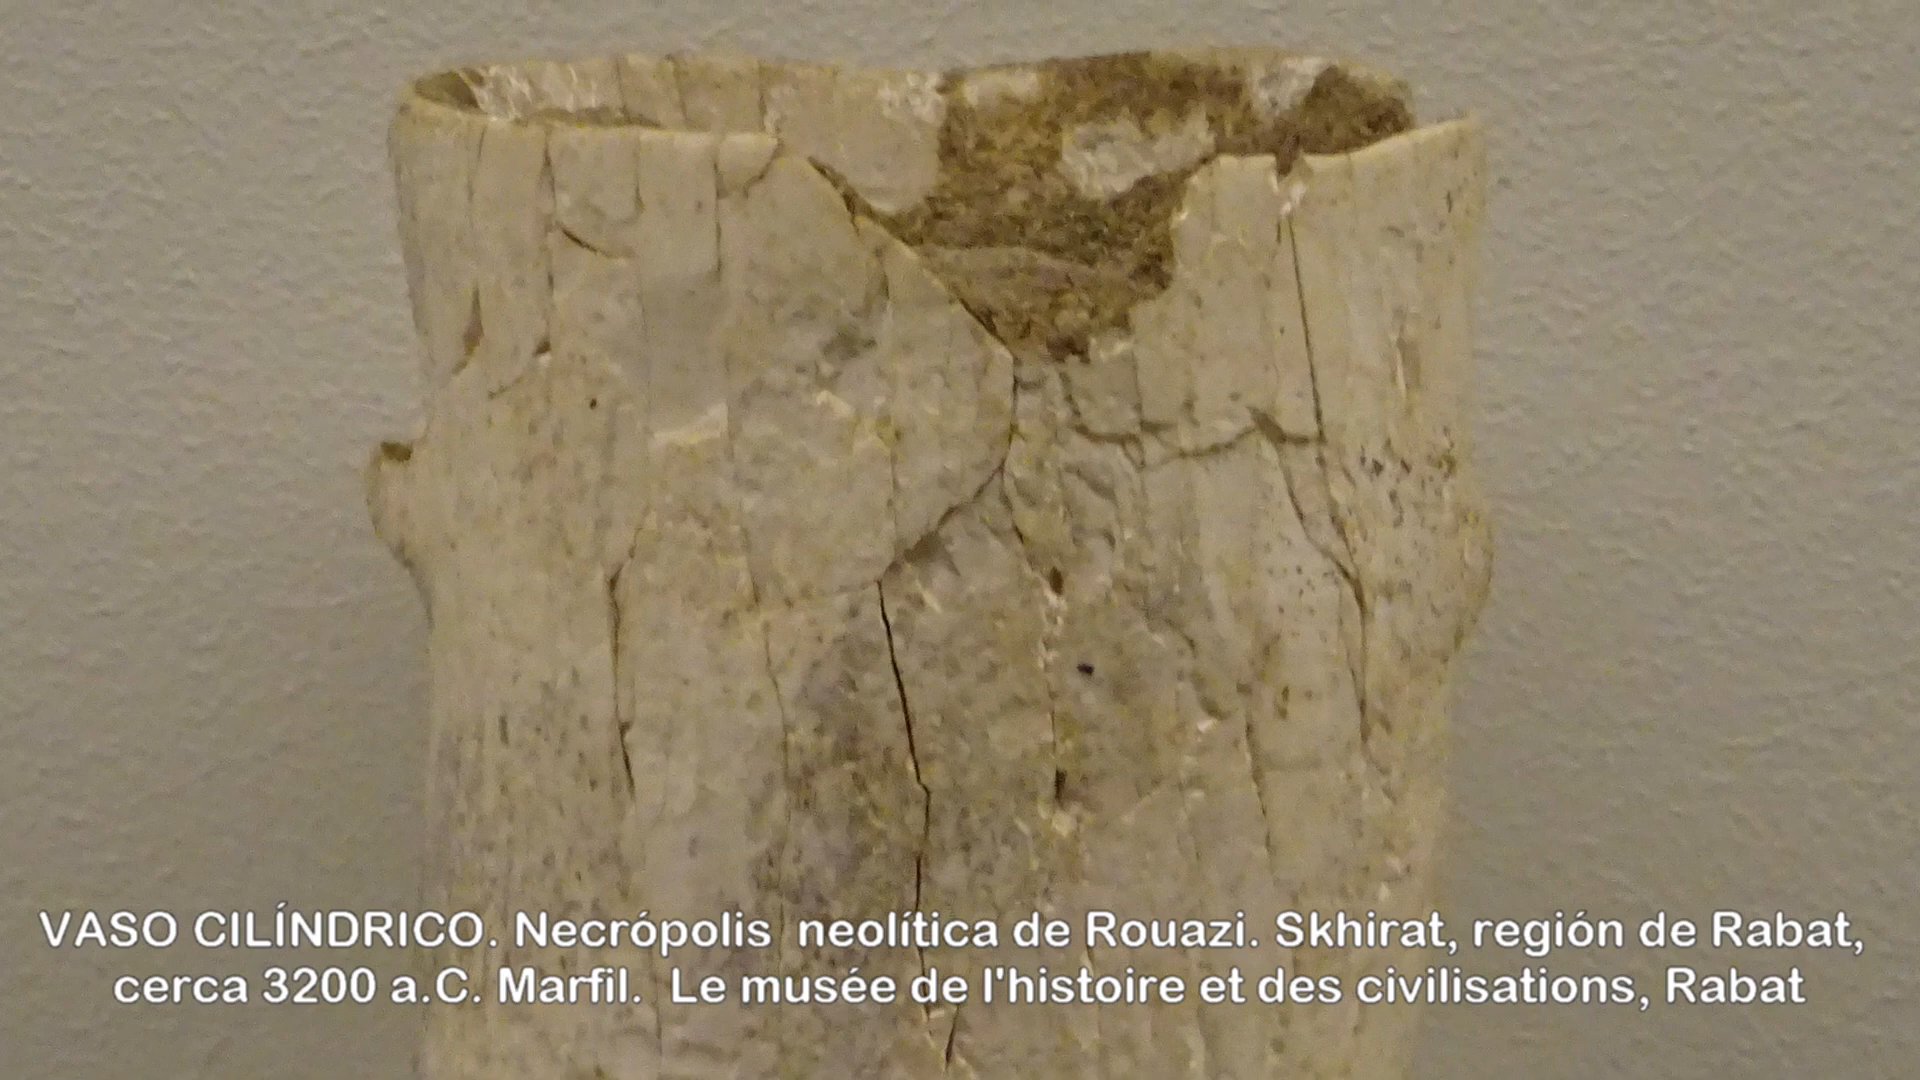 VASO CILÍNDRICO. Necrópolis  neolítica de Rouazi. Skhirat, región de Rabat,
cerca 3200 a.C. Marfil.  Le musée de l'histoire et des civilisations, Rabat